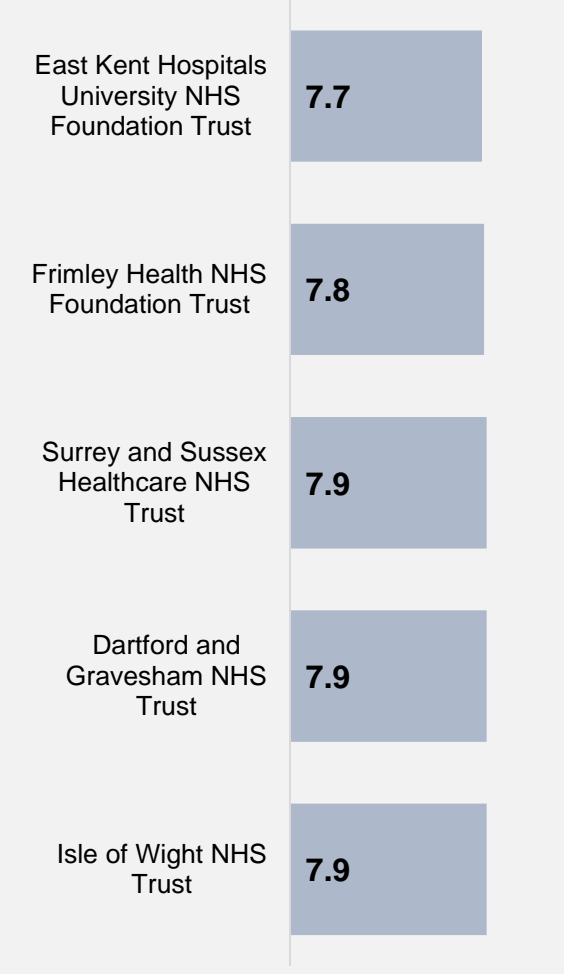 East Kent Hospitals
University NHS
Foundation Trust
7.7
Frimley Health NHS
Foundation Trust
7.8
Surrey and Sussex
Healthcare NHS
Trust
7.9
Dartford and
Gravesham NHS
Trust
7.9
Isle of Wight NHS
Trust
7.9